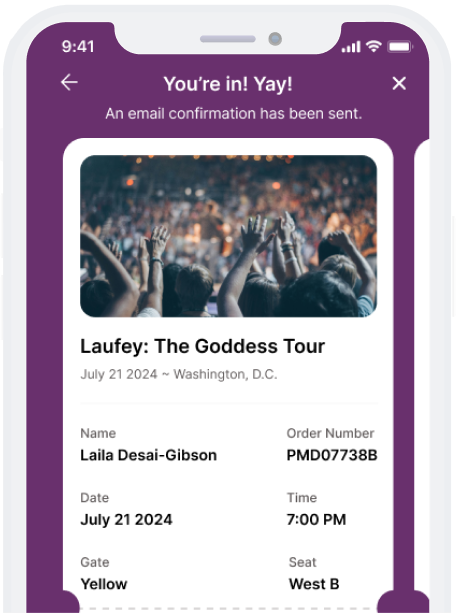 9:41
You’re in! Yay!
An email confirmation has been sent.
Laufey: The Goddess Tour
July 21 2024 ~ Washington, D.C.
Name
Order Number
Laila Desai-Gibson
PMD07738B
Date
Time
July 21 2024
7:00 PM
Gate
Seat
Yellow
West B